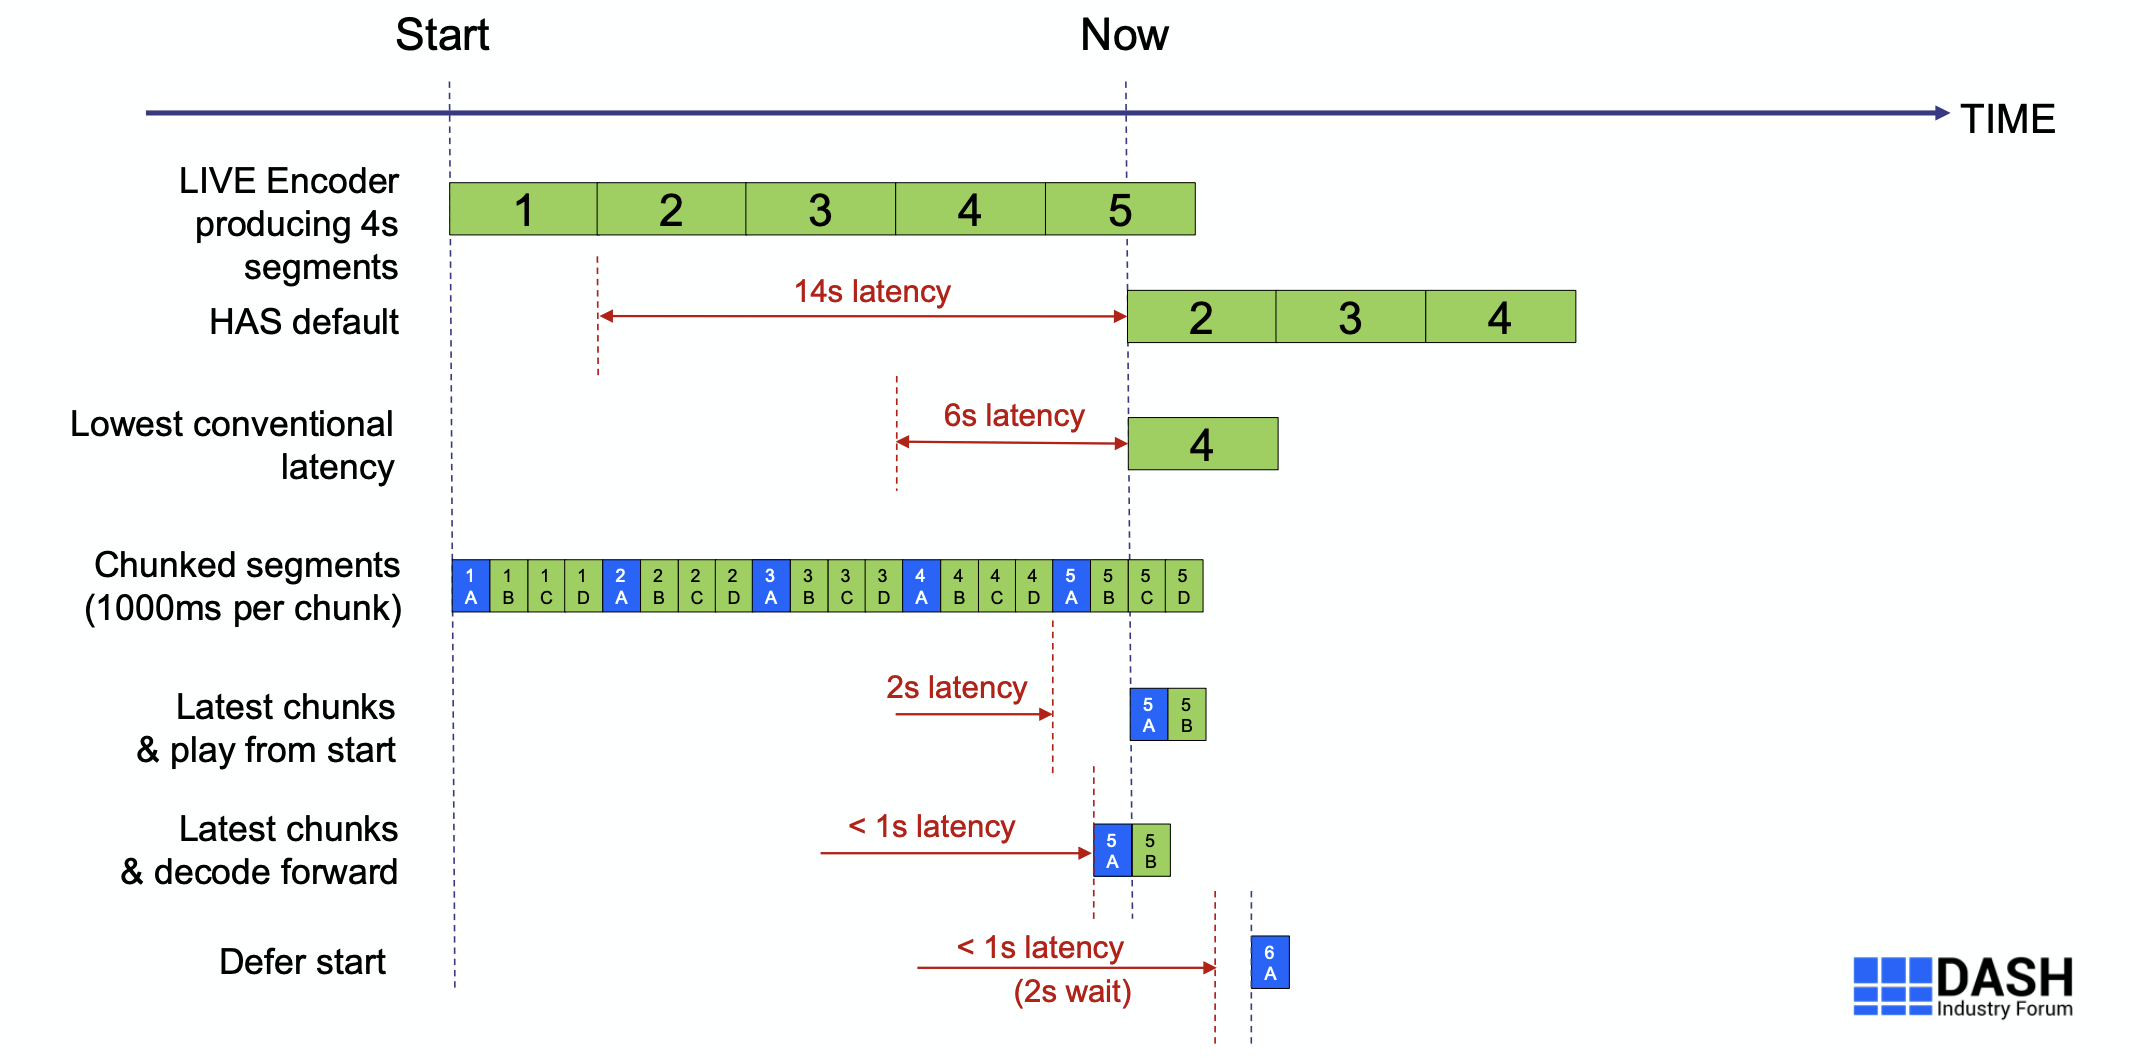 Start
Now
TIME
LIVE Encoder
producing 4s
segments
1 2 3 4 5
HAS default
14s latency
2 3 4
Lowest conventional
latency
6s latency
4
Chunked segments
(1000ms per chunk)
1 1 1 1 2 2 2 2 3 3 3 3 4 4 4 4 5 5 5 5
A B C D A B C D A B C D A B C D A B C D
Latest chunks
& play from start
2s latency
5 5
A B
Latest chunks
& decode forward
< 1s latency
5 5
A B
Defer start
< 1s latency
(2s wait)
6
A
DASH
Industry Forum